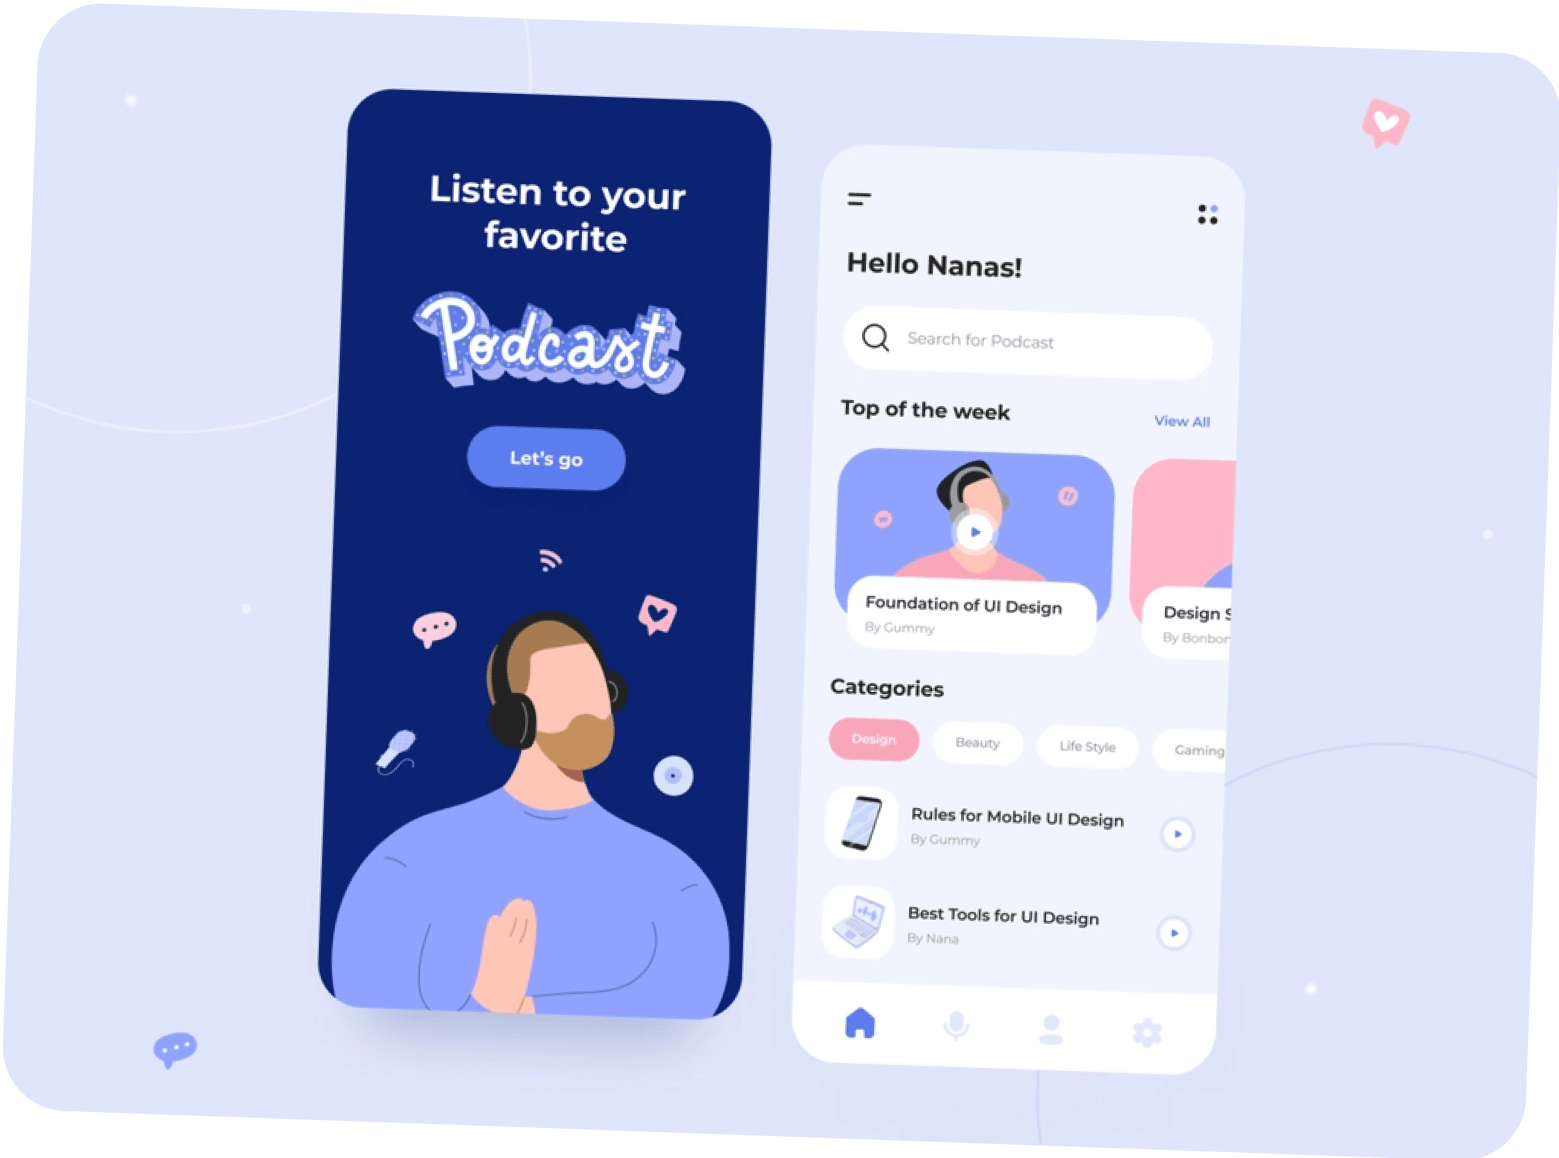 Listen to your
favorite
Podcast
Let's go
Hello Nanas!
Search for Podcast
Top of the week
View All
Foundation of UI Design
By Gummy
Design S
By Bonbon
Categories
Design
Beauty
Life Style
Gaming
Rules for Mobile UI Design
By Gummy
Best Tools for UI Design
By Nana